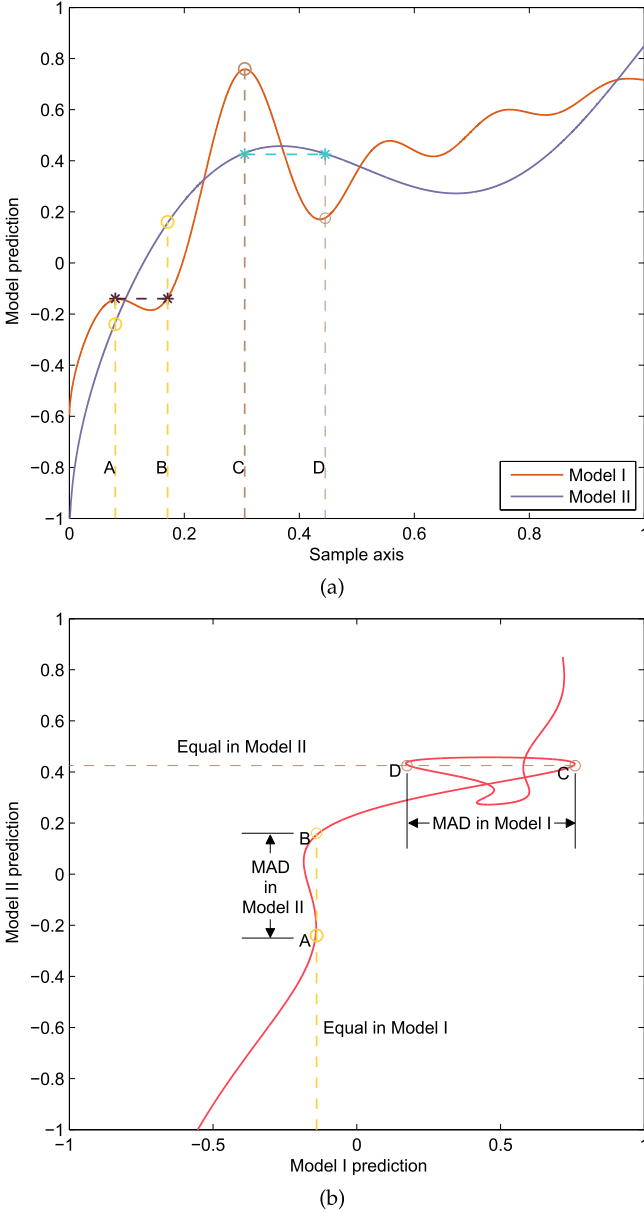 1
0.8
0.6
0.4
0.2
0
−0.2
−0.4
−0.6
−0.8
−1
Model prediction
A
B
C
D
Model I
Model II
0
0.2
0.4
0.6
0.8
1
Sample axis
(a)
1
0.8
0.6
0.4
0.2
0
−0.2
−0.4
−0.6
−0.8
−1
Model II prediction
Equal in Model II
D
C
MAD in Model I
B
MAD
in
Model II
A
Equal in Model I
−1
−0.5
0
0.5
1
Model I prediction
(b)